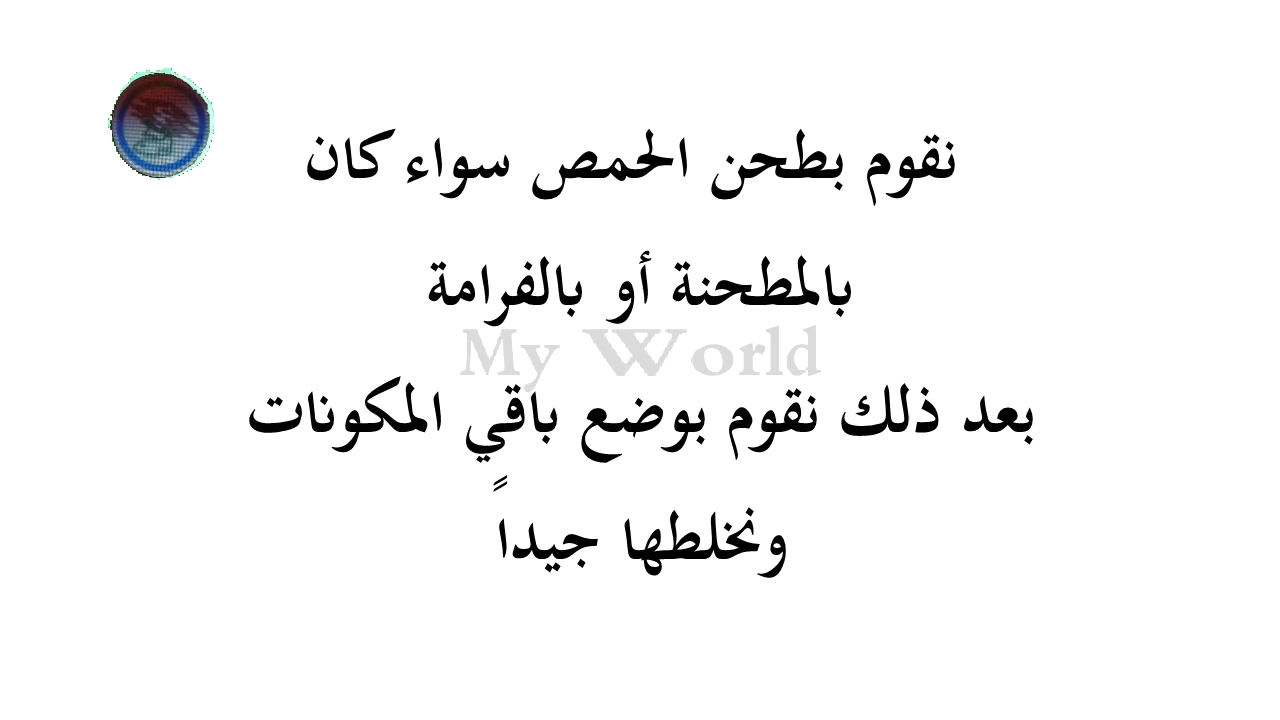 نقوم بطحن الحمص سواء كان
بالمطحنة أو بالفرامة
My World
بعد ذلك نقوم بوضع باقي المكونات
ونخلطها جيداً